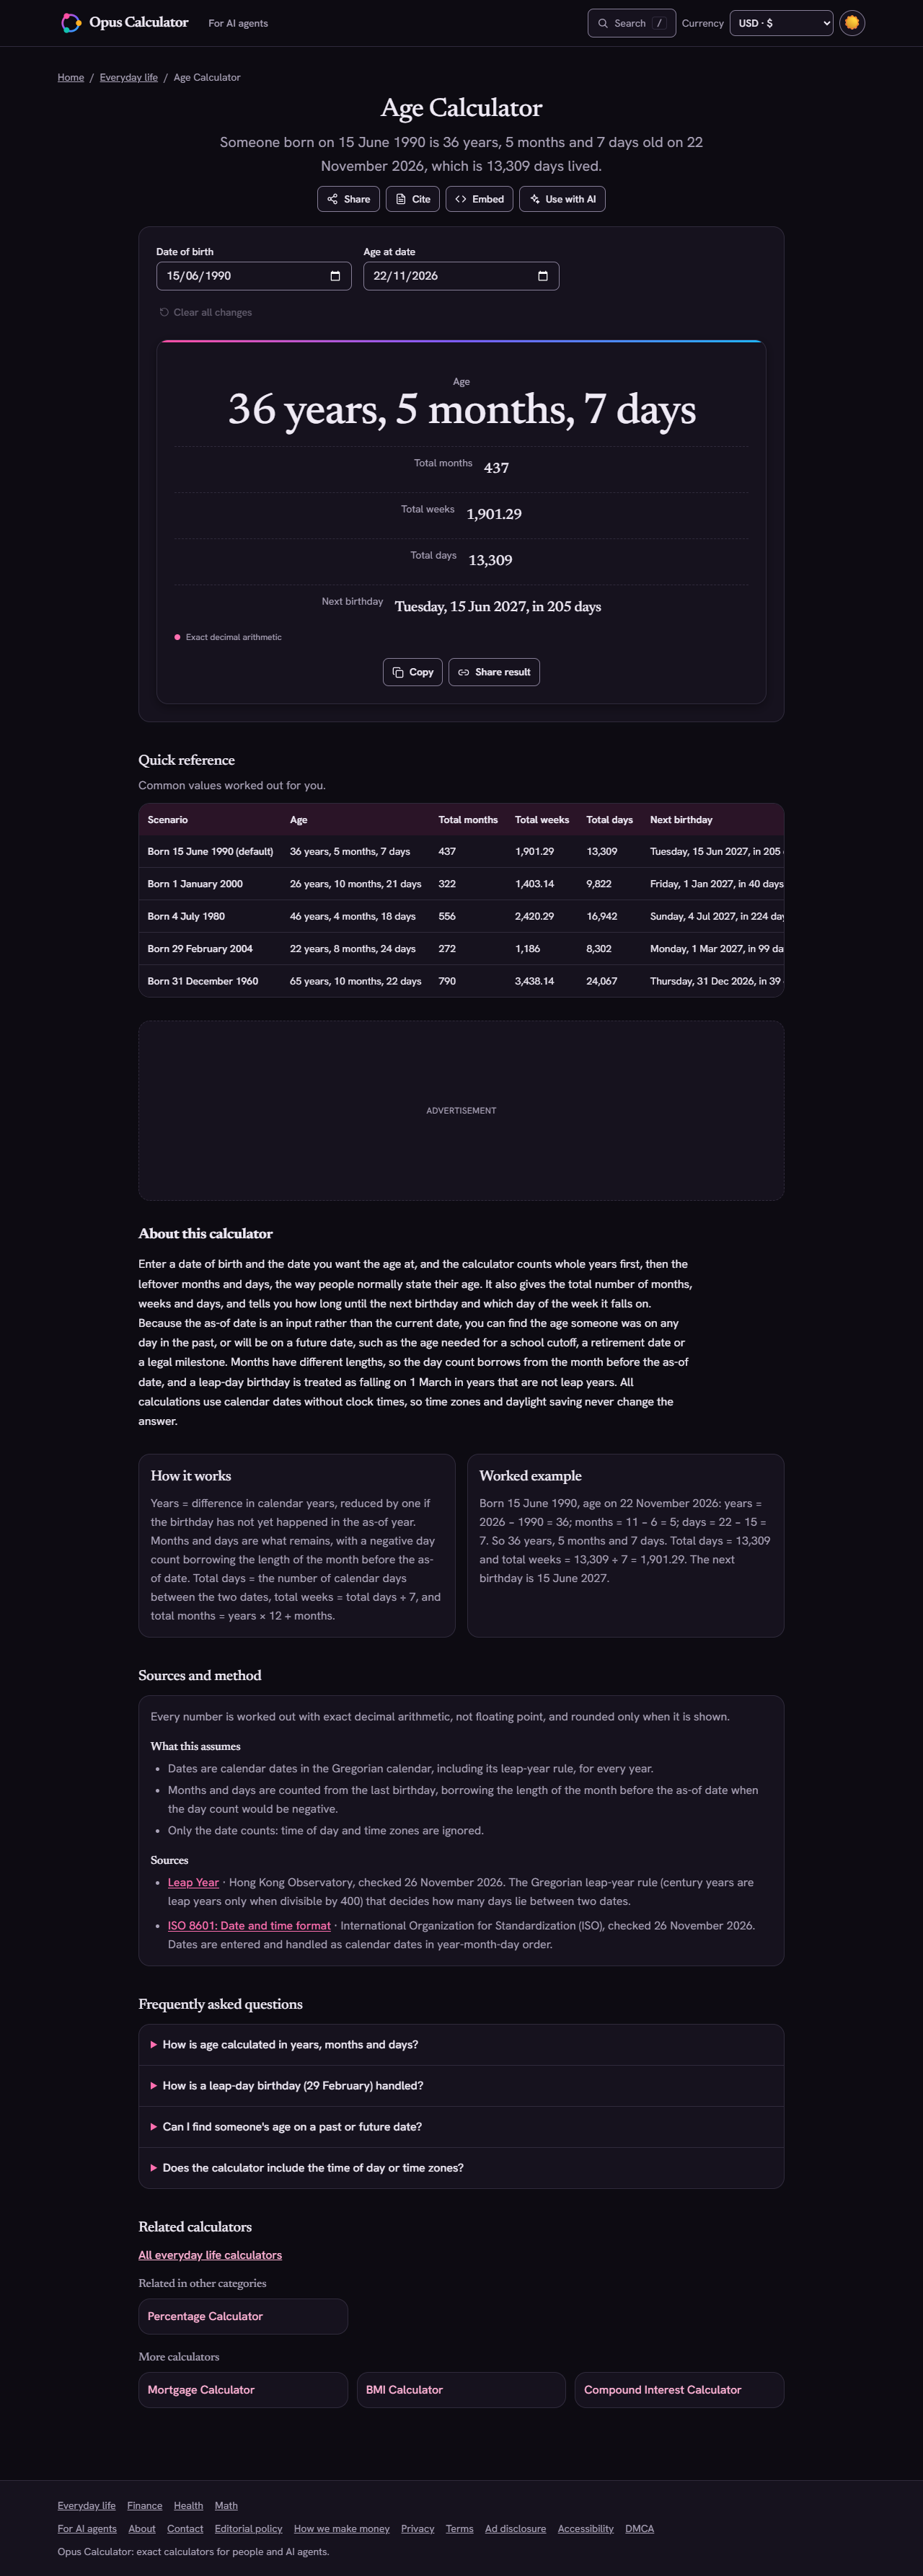 Opus Calculator
For AI agents
Search /
Currency
USD · $
Home / Everyday life / Age Calculator
Age Calculator
Someone born on 15 June 1990 is 36 years, 5 months and 7 days old on 22
November 2026, which is 13,309 days lived.
Share
Cite
Embed
Use with AI
Date of birth
Age at date
15/06/1990
22/11/2026
Clear all changes
Age
36 years, 5 months, 7 days
Total months 437
Total weeks 1,901.29
Total days 13,309
Next birthday Tuesday, 15 Jun 2027, in 205 days
Exact decimal arithmetic
Copy
Share result
Quick reference
Common values worked out for you.
Scenario Age Total months Total weeks Total days Next birthday
Born 15 June 1990 (default) 36 years, 5 months, 7 days 437 1,901.29 13,309 Tuesday, 15 Jun 2027, in 205
Born 1 January 2000 26 years, 10 months, 21 days 322 1,403.14 9,822 Friday, 1 Jan 2027, in 40 days
Born 4 July 1980 46 years, 4 months, 18 days 556 2,420.29 16,942 Sunday, 4 Jul 2027, in 224 day
Born 29 February 2004 22 years, 8 months, 24 days 272 1,186 8,302 Monday, 1 Mar 2027, in 99 da
Born 31 December 1960 65 years, 10 months, 22 days 790 3,438.14 24,067 Thursday, 31 Dec 2026, in 39
ADVERTISEMENT
About this calculator
Enter a date of birth and the date you want the age at, and the calculator counts whole years first, then the
leftover months and days, the way people normally state their age. It also gives the total number of months,
weeks and days, and tells you how long until the next birthday and which day of the week it falls on.
Because the as-of date is an input rather than the current date, you can find the age someone was on any
day in the past, or will be on a future date, such as the age needed for a school cutoff, a retirement date or
a legal milestone. Months have different lengths, so the day count borrows from the month before the as-of
date, and a leap-day birthday is treated as falling on 1 March in years that are not leap years. All
calculations use calendar dates without clock times, so time zones and daylight saving never change the
answer.
How it works
Years = difference in calendar years, reduced by one if
the birthday has not yet happened in the as-of year.
Months and days are what remains, with a negative day
count borrowing the length of the month before the as-
of date. Total days = the number of calendar days
between the two dates, total weeks = total days ÷ 7, and
total months = years × 12 + months.
Worked example
Born 15 June 1990, age on 22 November 2026: years =
2026 − 1990 = 36; months = 11 − 6 = 5; days = 22 − 15 =
7. So 36 years, 5 months and 7 days. Total days = 13,309
and total weeks = 13,309 ÷ 7 = 1,901.29. The next
birthday is 15 June 2027.
Sources and method
Every number is worked out with exact decimal arithmetic, not floating point, and rounded only when it is shown.
What this assumes
• Dates are calendar dates in the Gregorian calendar, including its leap-year rule, for every year.
• Months and days are counted from the last birthday, borrowing the length of the month before the as-of date when
the day count would be negative.
• Only the date counts: time of day and time zones are ignored.
Sources
• Leap Year · Hong Kong Observatory, checked 26 November 2026. The Gregorian leap-year rule (century years are
leap years only when divisible by 400) that decides how many days lie between two dates.
• ISO 8601: Date and time format · International Organization for Standardization (ISO), checked 26 November 2026.
Dates are entered and handled as calendar dates in year-month-day order.
Frequently asked questions
How is age calculated in years, months and days?
How is a leap-day birthday (29 February) handled?
Can I find someone's age on a past or future date?
Does the calculator include the time of day or time zones?
Related calculators
All everyday life calculators
Related in other categories
Percentage Calculator
More calculators
Mortgage Calculator
BMI Calculator
Compound Interest Calculator
Everyday life Finance Health Math
For AI agents About Contact Editorial policy How we make money Privacy Terms Ad disclosure Accessibility DMCA
Opus Calculator: exact calculators for people and AI agents.